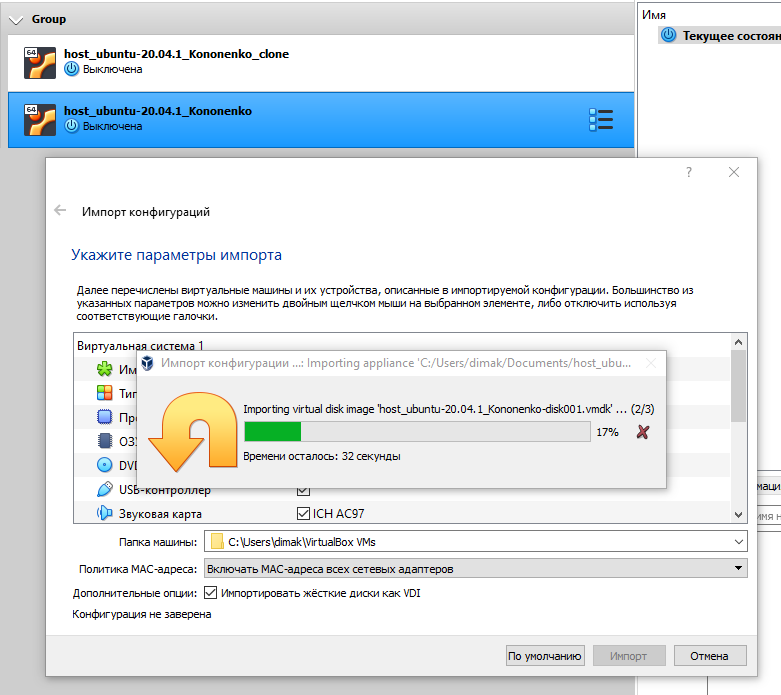 Group
Имя
64
host_ubuntu-20.04.1_Kononenko_clone
Выключена
Текущее состоян
64
host_ubuntu-20.04.1_Kononenko
Выключена
?
Импорт конфигураций
Укажите параметры импорта
Далее перечислены виртуальные машины и их устройства, описанные в импортируемой конфигурации. Большинство из
указанных параметров можно изменить двойным щелчком мыши на выбранном элементе, либо отключить используя
соответствующие галочки.
Виртуальная система 1
Импорт конфигурации ...: Importing appliance 'C:/Users/dimak/Documents/host_ubu...
Им
Тип
Пр
ОЗ
DVD
Importing virtual disk image 'host_ubuntu-20.04.1_Kononenko-disk001.vmdk' ... (2/3)
17%
Времени осталось: 32 секунды
USB-контроллер
Звуковая карта
ICH AC97
маци
имя н
Папка машины:
C:\Users\dimak\VirtualBox VMs
Политика MAC-адреса:
Включать MAC-адреса всех сетевых адаптеров
Дополнительные опции:
Импортировать жёсткие диски как VDI
Конфигурация не заверена
По умолчанию
Импорт
Отмена